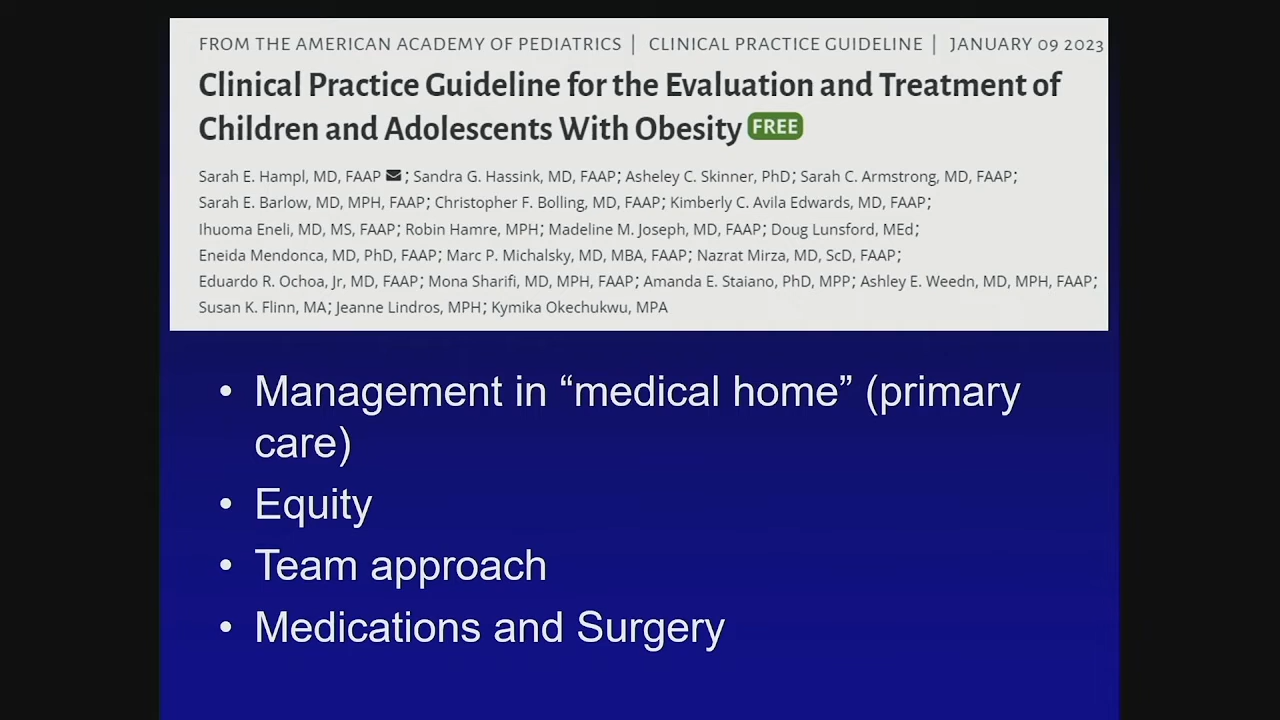 FROM THE AMERICAN ACADEMY OF PEDIATRICS | CLINICAL PRACTICE GUIDELINE | JANUARY 09 2023
Clinical Practice Guideline for the Evaluation and Treatment of
Children and Adolescents With Obesity FREE
Sarah E. Hampl, MD, FAAP ; Sandra G. Hassink, MD, FAAP; Asheley C. Skinner, PhD; Sarah C. Armstrong, MD, FAAP;
Sarah E. Barlow, MD, MPH, FAAP; Christopher F. Bolling, MD, FAAP; Kimberly C. Avila Edwards, MD, FAAP;
Ihuoma Eneli, MD, MS, FAAP; Robin Hamre, MPH; Madeline M. Joseph, MD, FAAP; Doug Lunsford, MEd;
Eneida Mendonca, MD, PhD, FAAP; Marc P. Michalsky, MD, MBA, FAAP; Nazrat Mirza, MD, ScD, FAAP;
Eduardo R. Ochoa, Jr, MD, FAAP; Mona Sharifi, MD, MPH, FAAP; Amanda E. Staiano, PhD, MPP; Ashley E. Weedn, MD, MPH, FAAP;
Susan K. Flinn, MA; Jeanne Lindros, MPH; Kymika Okechukwu, MPA
• Management in “medical home” (primary
care)
• Equity
• Team approach
• Medications and Surgery